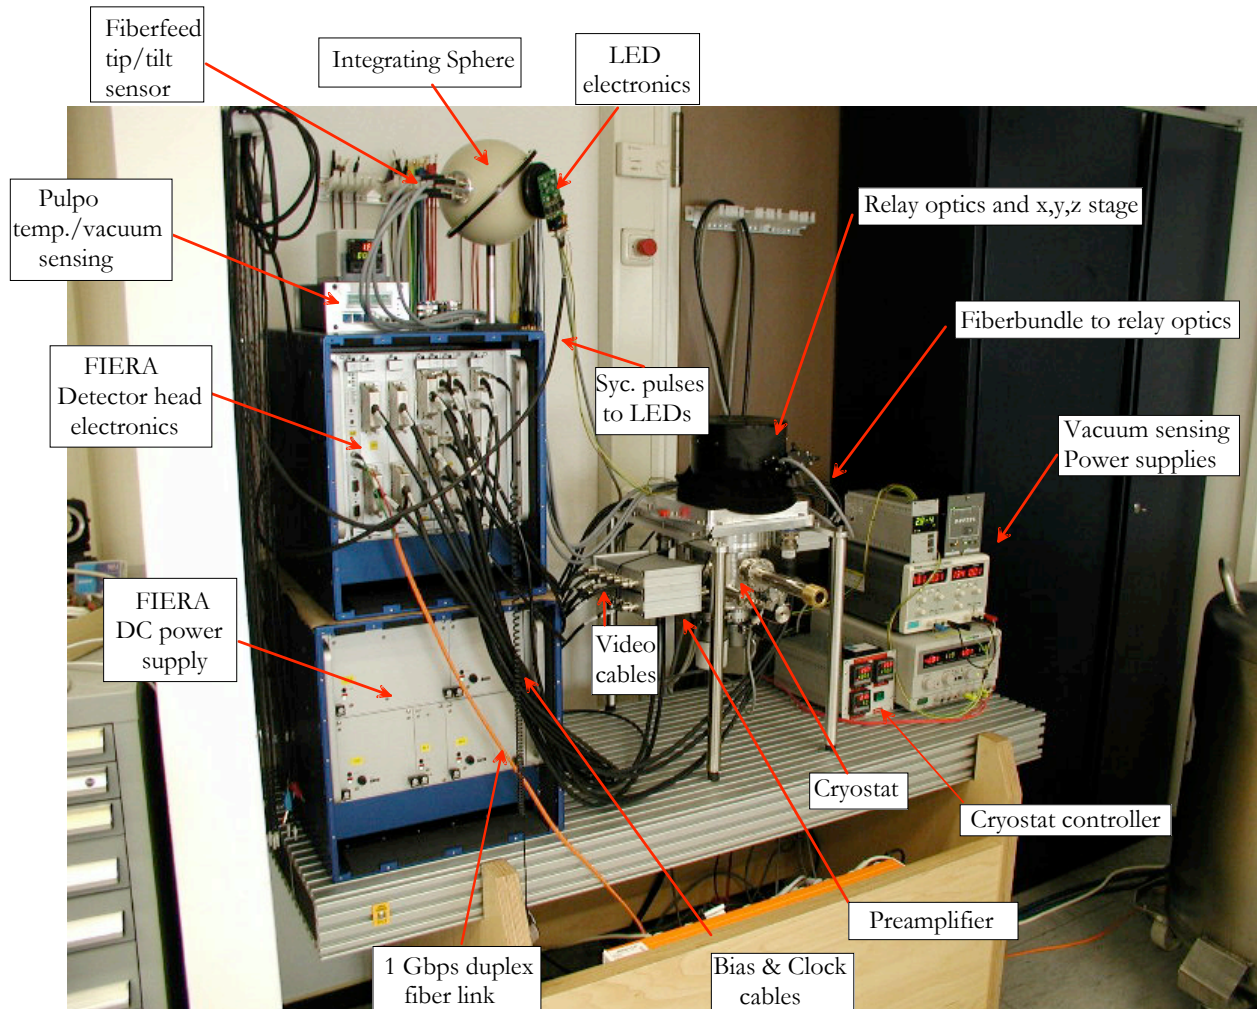 Fiberfeed
tip/tilt
sensor
Integrating Sphere
LED
electronics
Pulpo
temp./vacuum
sensing
Relay optics and x,y,z stage
Fiberbundle to relay optics
FIERA
Detector head
electronics
Syc. pulses
to LEDs
Vacuum sensing
Power supplies
FIERA
DC power
supply
Video
cables
Cryostat
Cryostat controller
Preamplifier
1 Gbps duplex
fiber link
Bias & Clock
cables